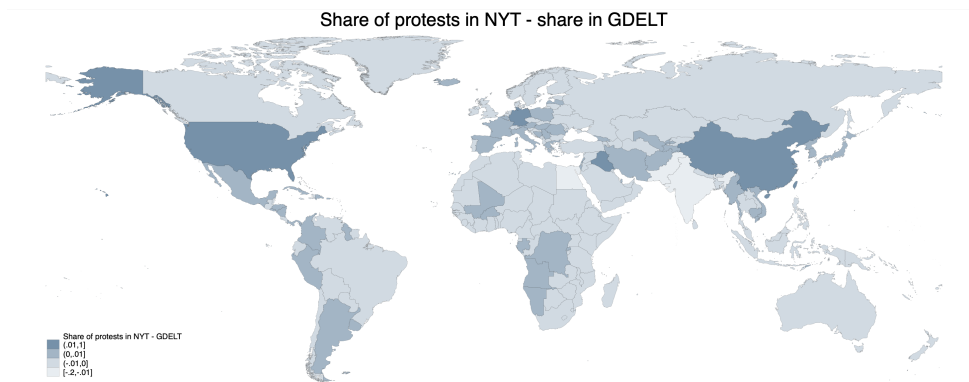 Share of protests in NYT - share in GDELT
Share of protests in NYT - GDELT
(.01,1]
(0,.01]
(-.01,0]
[-.2,-.01]